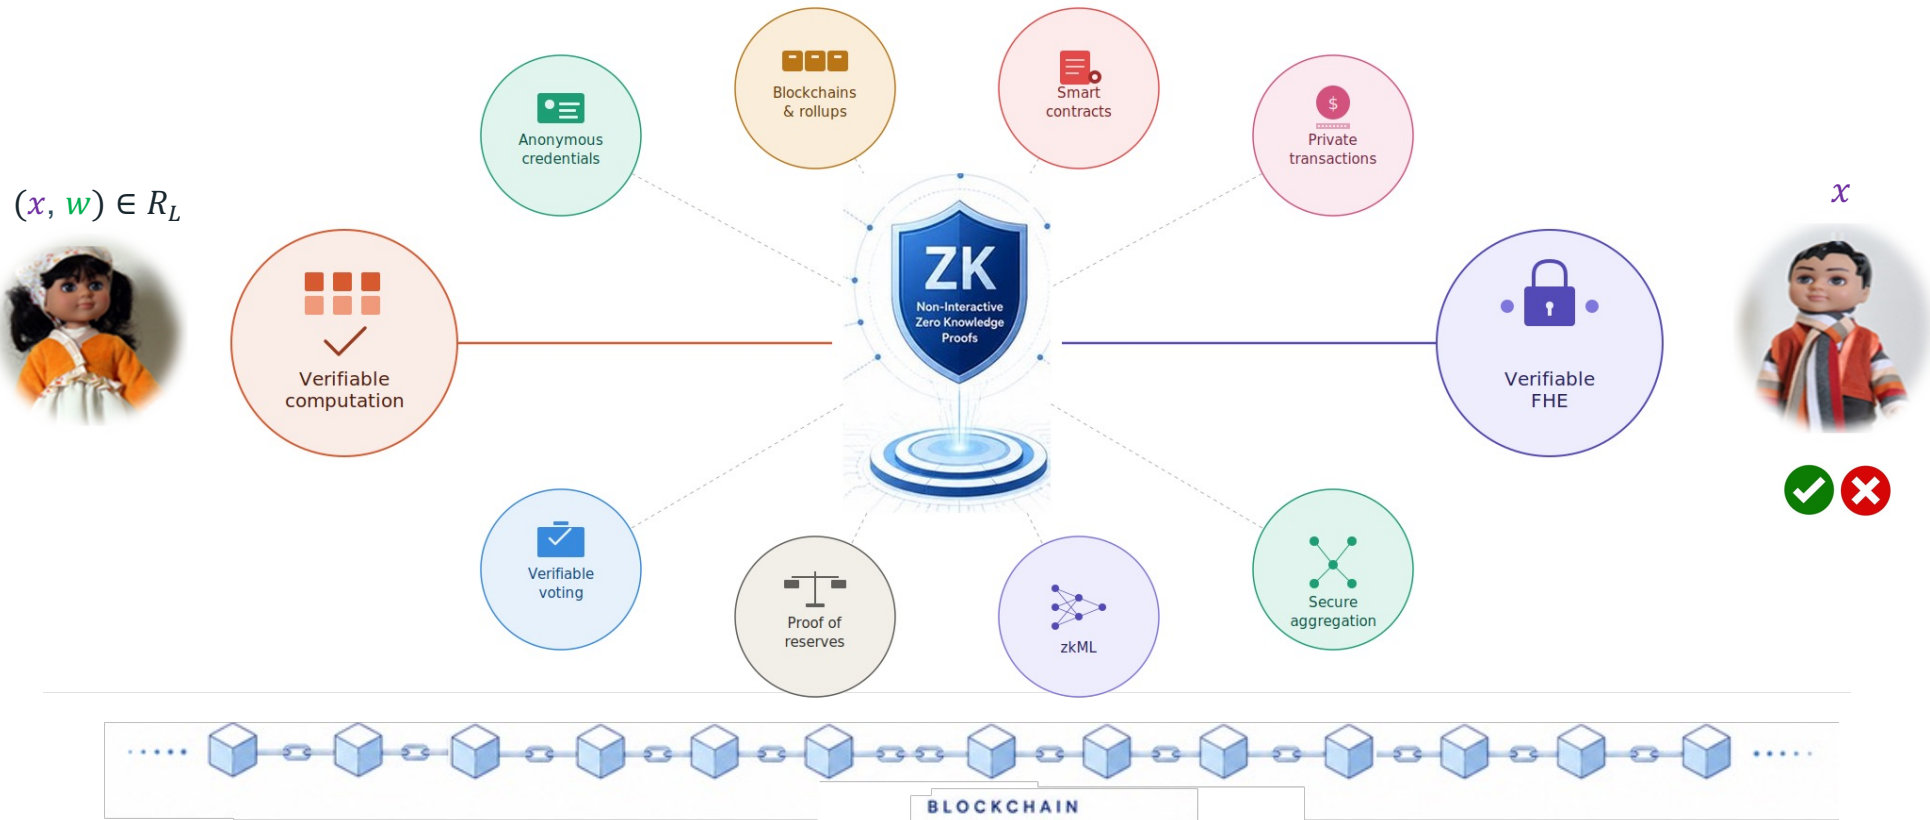 Blockchains
& rollups
Smart
contracts
Anonymous
credentials
$
Private
transactions
(x, w) ∈ R_L
x
ZK
Non-Interactive
Zero Knowledge
Proofs
Verifiable
computation
Verifiable
FHE
Verifiable
voting
Proof of
reserves
zkML
Secure
aggregation
BLOCKCHAIN